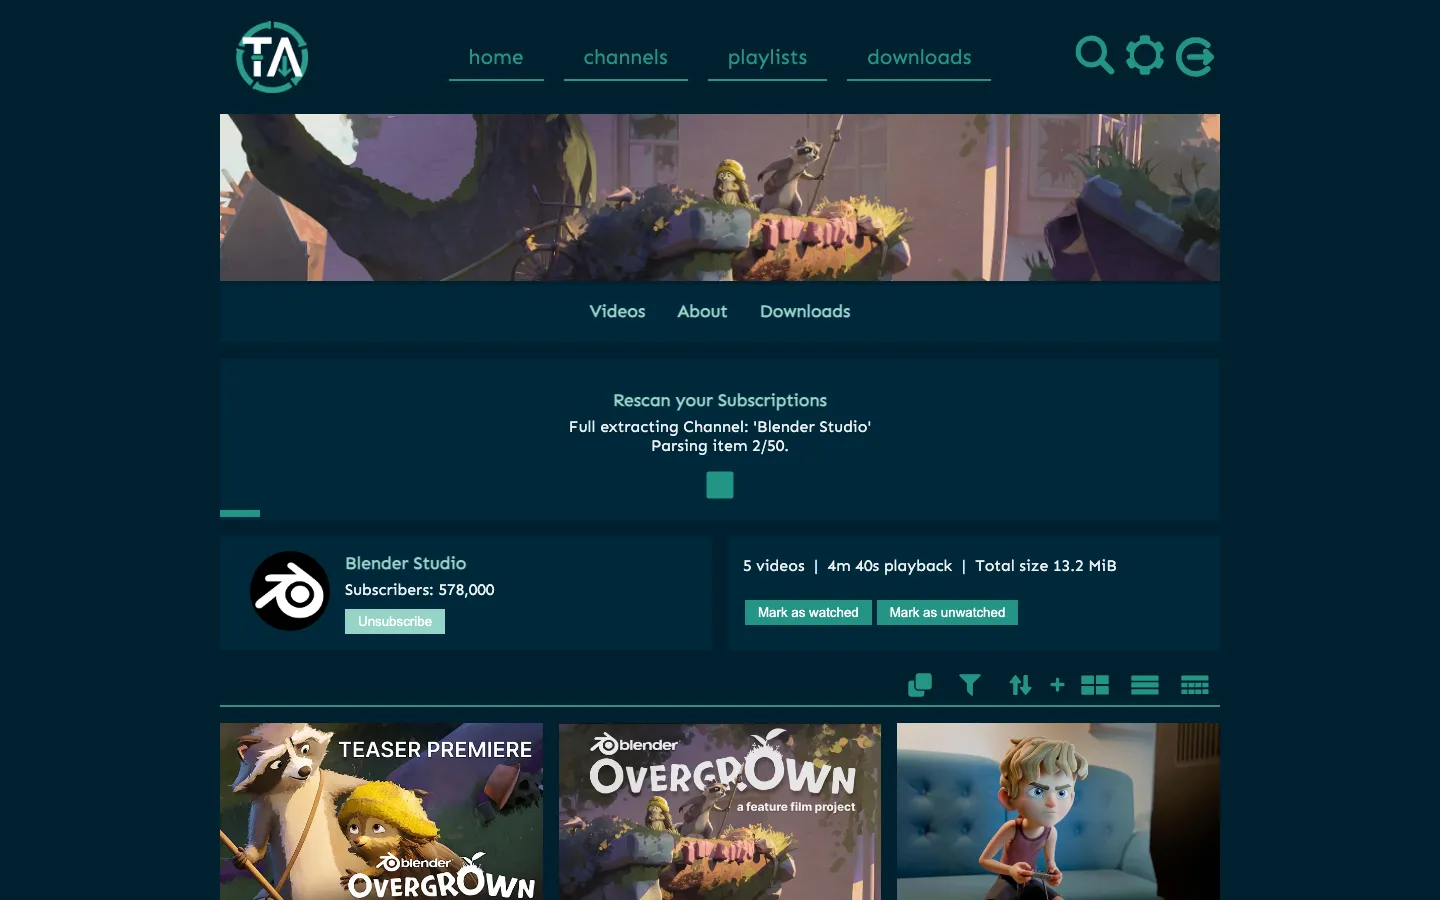 TA
home
channels
playlists
downloads
Videos
About
Downloads
Rescan your Subscriptions
Full extracting Channel: 'Blender Studio'
Parsing item 2/50.
Blender Studio
Subscribers: 578,000
Unsubscribe
5 videos | 4m 40s playback | Total size 13.2 MiB
Mark as watched
Mark as unwatched
TEASER PREMIERE
blender
OVERGROWN
blender
OVERGROWN
a feature film project